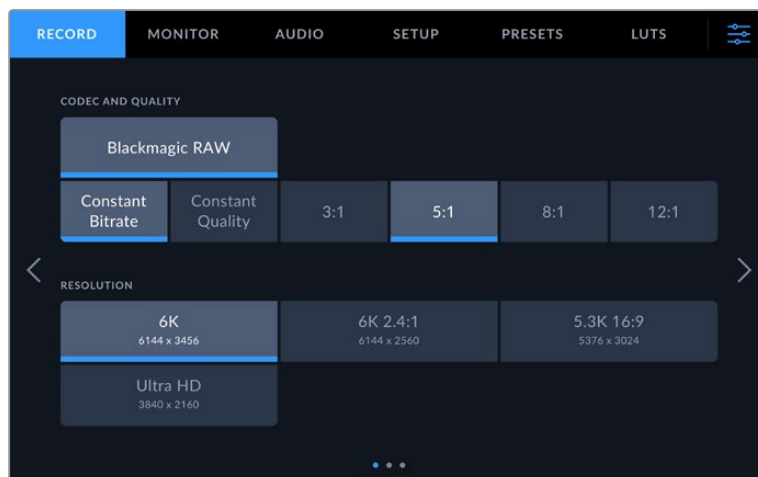 RECORD MONITOR AUDIO SETUP PRESETS LUTS
CODEC AND QUALITY
Blackmagic RAW
Constant Bitrate Constant Quality 3:1 5:1 8:1 12:1
RESOLUTION
6K 6K 2.4:1 5.3K 16:9
6144 x 3456 6144 x 2560 5376 x 3024
Ultra HD
3840 x 2160